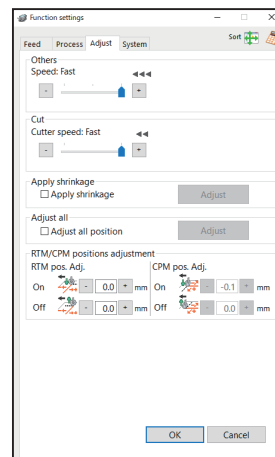 Function settings
Sort
Feed Process Adjust System
Others
Speed: Fast
- +
Cut
Cutter speed: Fast
- +
Apply shrinkage
Apply shrinkage Adjust
Adjust all
Adjust all position Adjust
RTM/CPM positions adjustment
RTM pos. Adj. CPM pos. Adj.
On - 0.0 + mm On - -0.1 + mm
Off - 0.0 + mm Off - 0.0 + mm
OK Cancel